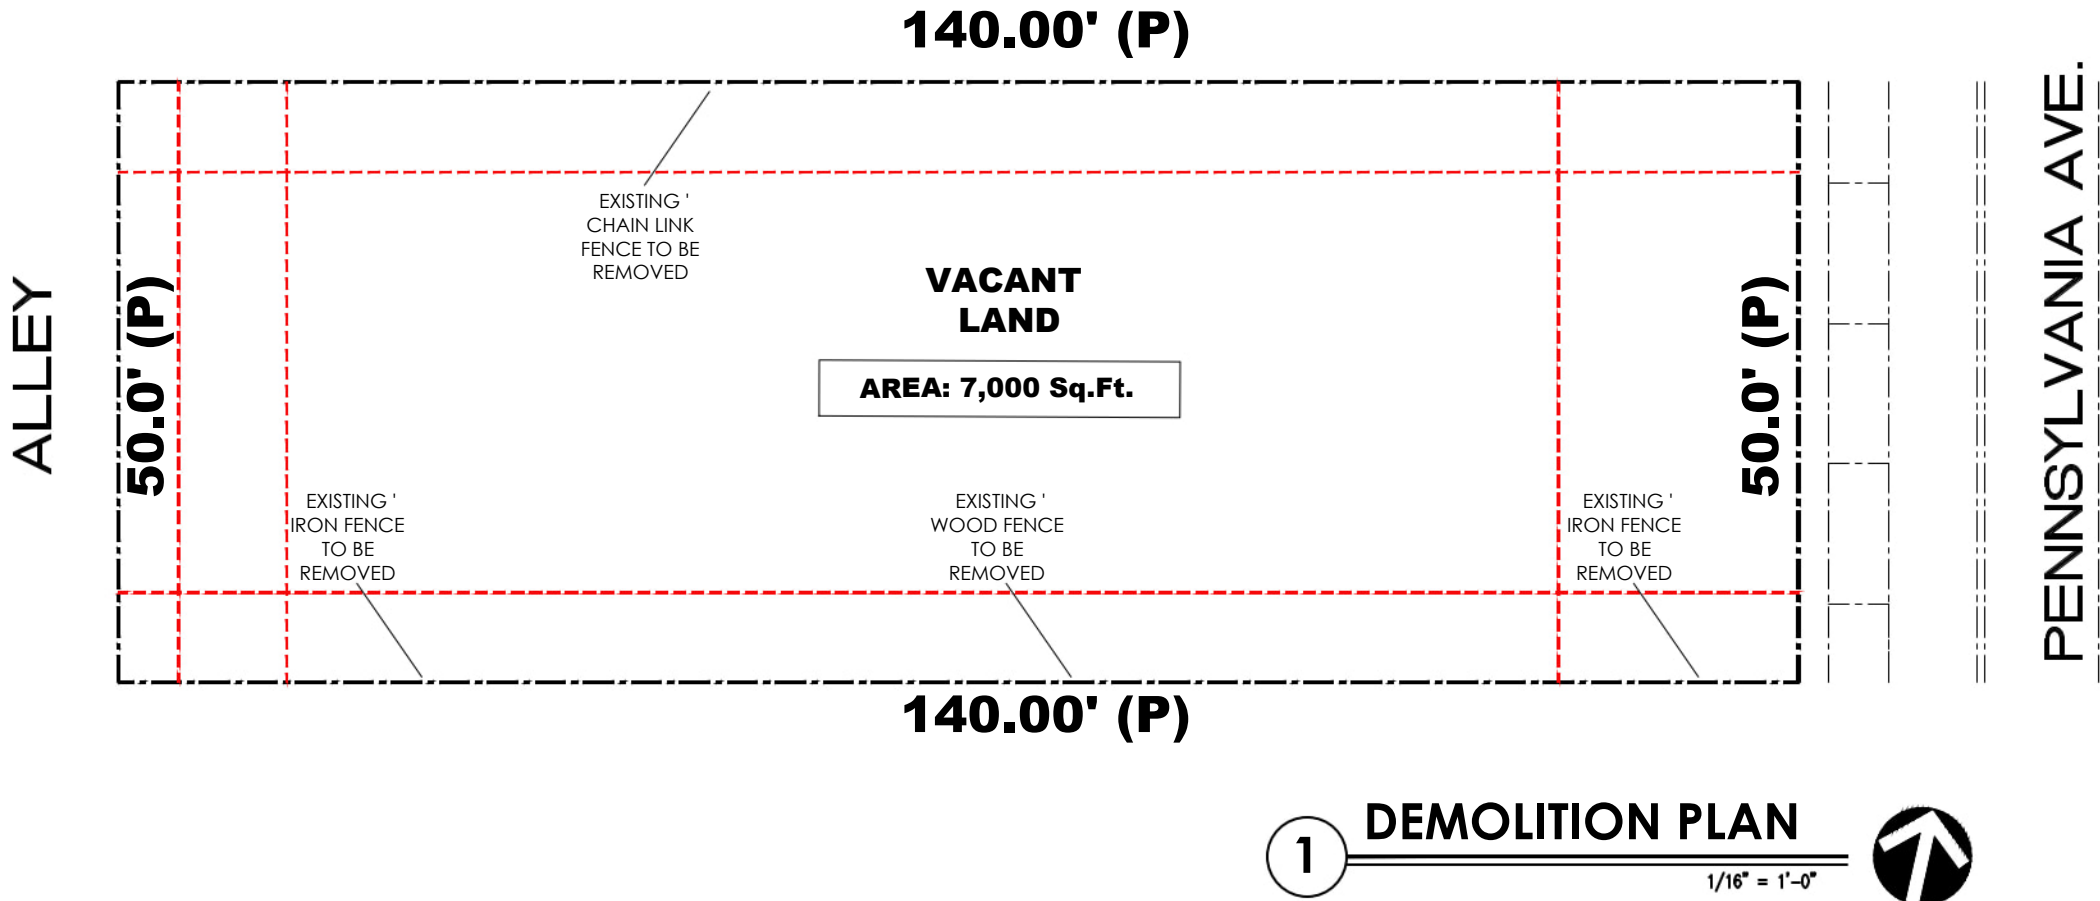 140.00' (P)
ALLEY
50.0' (P)
EXISTING '
CHAIN LINK
FENCE TO BE
REMOVED
VACANT
LAND
AREA: 7,000 Sq.Ft.
50.0' (P)
PENNSYLVANIA AVE.
EXISTING '
IRON FENCE
TO BE
REMOVED
EXISTING '
WOOD FENCE
TO BE
REMOVED
EXISTING '
IRON FENCE
TO BE
REMOVED
140.00' (P)
1
DEMOLITION PLAN
1/16" = 1'-0"